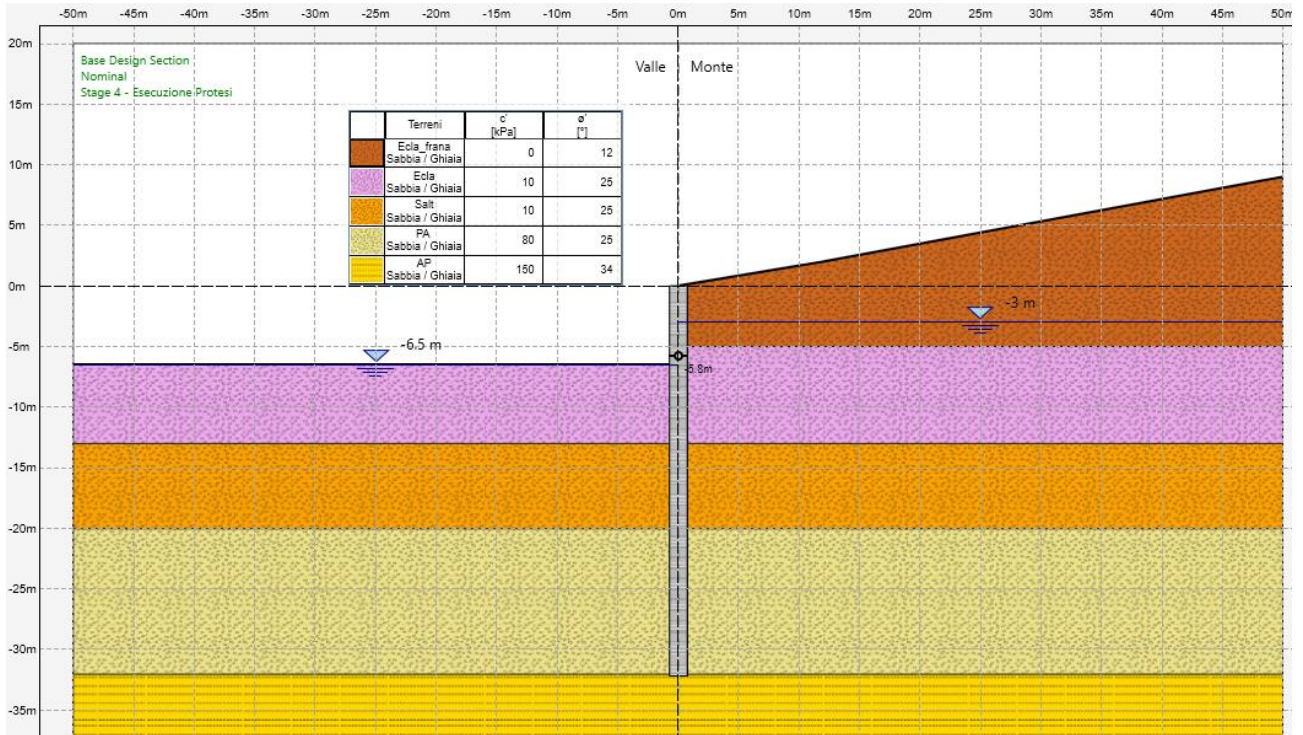 -50m -45m -40m -35m -30m -25m -20m -15m -10m -5m 0m 5m 10m 15m 20m 25m 30m 35m 40m 45m 50m
20m
Base Design Section
Nominal
Stage 4 - Esecuzione Protesi
Valle Monte
15m
Terreni c' [kPa] ø' [°]
Ecla_frana
Sabbia / Ghiaia 0 12
Ecla
Sabbia / Ghiaia 10 25
Salt
Sabbia / Ghiaia 10 25
PA
Sabbia / Ghiaia 80 25
AP
Sabbia / Ghiaia 150 34
10m
5m
0m
-3 m
-5m
-6.5 m
-5.8m
-10m
-15m
-20m
-25m
-30m
-35m